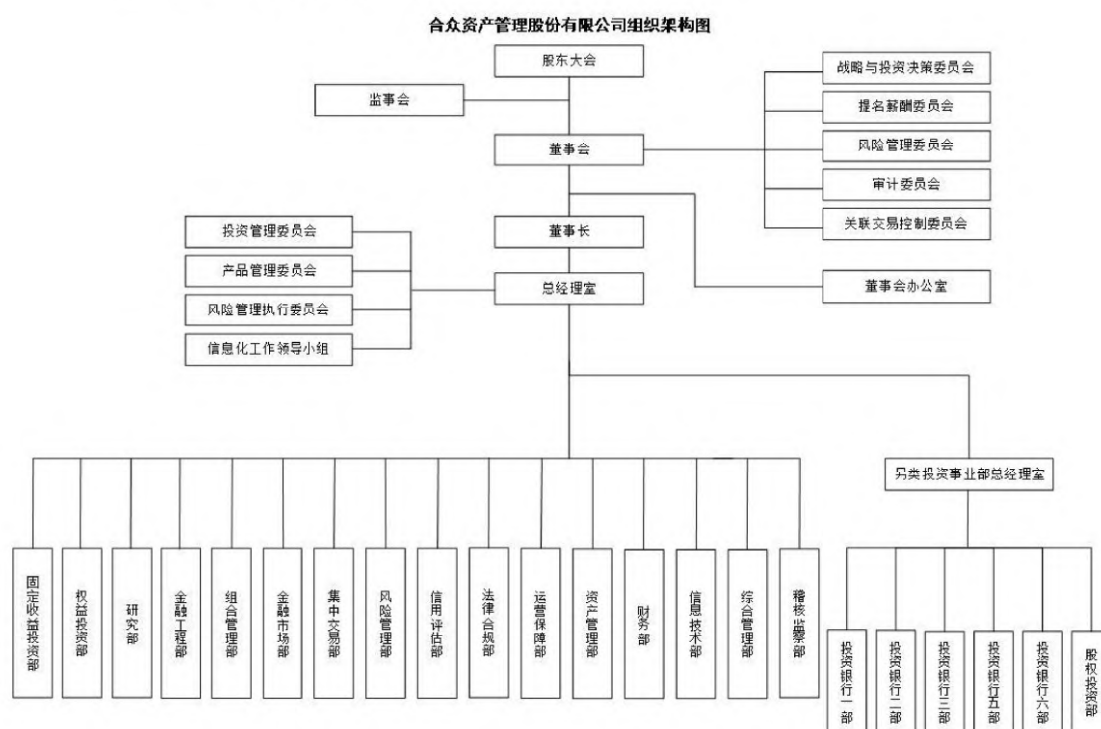 合众资产管理股份有限公司组织架构图
股东大会
监事会
董事会
战略与投资决策委员会
提名薪酬委员会
风险管理委员会
审计委员会
关联交易控制委员会
董事长
董事会办公室
总经理室
投资管理委员会
产品管理委员会
风险管理执行委员会
信息化工作领导小组
另类投资事业部总经理室
固定收益投资部
权益投资部
研究部
金融工程部
组合管理部
金融市场部
集中交易部
风险管理部
信用评估部
法律合规部
运营保障部
资产管理部
财务部
信息技术部
综合管理部
稽核监察部
投资银行一部
投资银行二部
投资银行三部
投资银行五部
投资银行六部
股权投资部